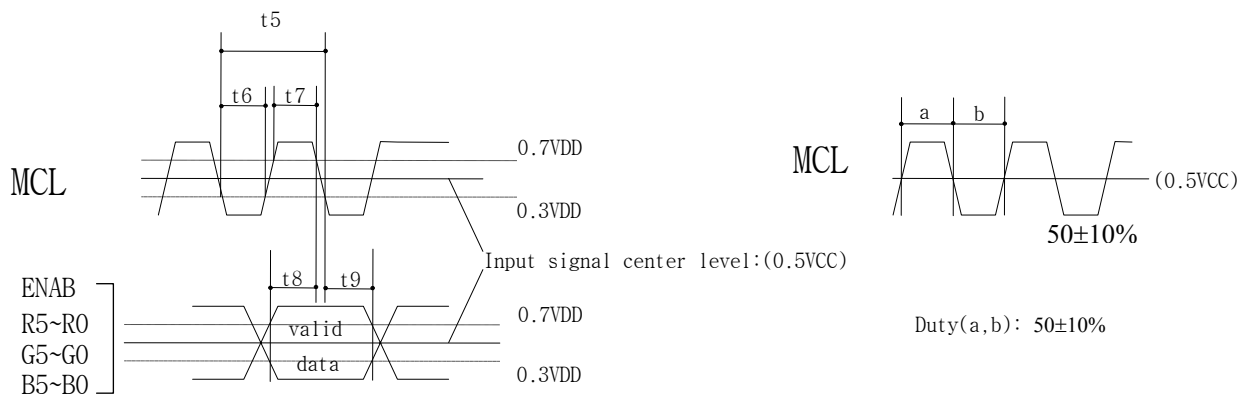 t5
t6
t7
MCL
0.7VDD
0.3VDD
Input signal center level:(0.5VCC)
t8
t9
ENAB
R5~R0
G5~G0
B5~B0
valid
data
0.7VDD
0.3VDD
a
b
MCL
(0.5VCC)
50±10%
Duty(a,b): 50±10%